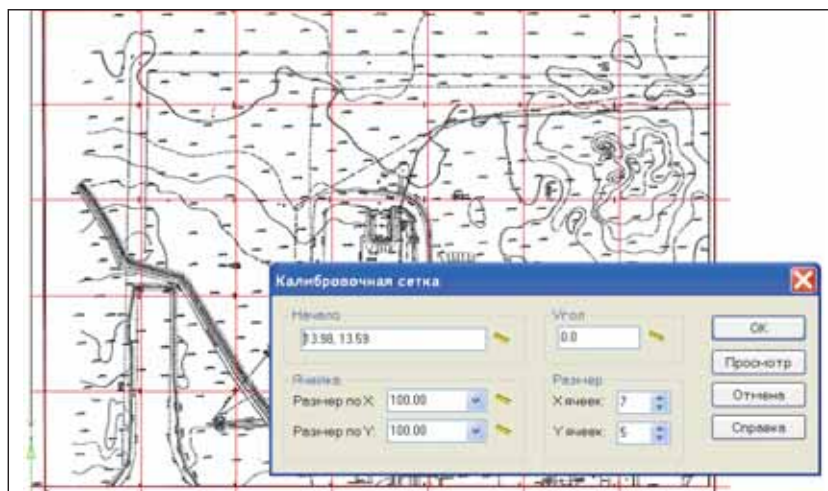 Калибровочная сетка
Начало
13.98, 13.59
Угол
0.0
Ячейка
Размер по X: 100.00
Размер по Y: 100.00
Размер
X ячеек: 7
Y ячеек: 5
OK
Просмотр
Отмена
Справка